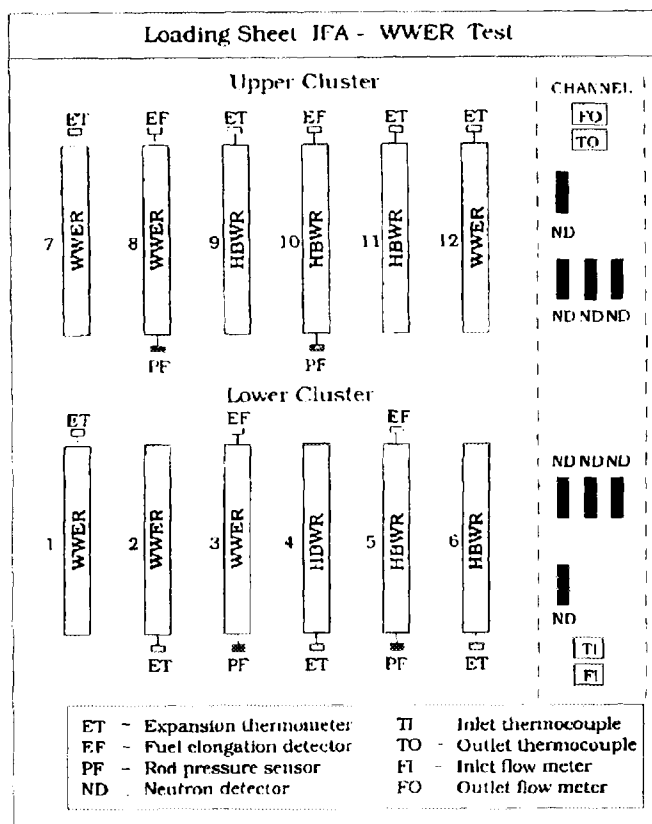 Loading Sheet IFA - WWER Test
Upper Cluster
CHANNEL
ET EF ET EF ET ET
FO
TO
7 WWER 8 WWER 9 HBWR 10 HBWR 11 HBWR 12 WWER
ND
ND ND ND
PF PF
Lower Cluster
ET EF EF
ND ND ND
1 WWER 2 WWER 3 WWER 4 HBWR 5 HBWR 6 HBWR
ND
ET PF ET PF ET
TI
FI
ET - Expansion thermometer
EF - Fuel elongation detector
PF - Rod pressure sensor
ND - Neutron detector
TI - Inlet thermocouple
TO - Outlet thermocouple
FI - Inlet flow meter
FO - Outlet flow meter